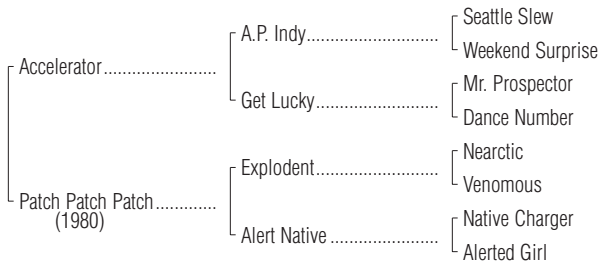 Seattle Slew
A.P. Indy..............................
Weekend Surprise
Accelerator..........................
Mr. Prospector
Get Lucky............................
Dance Number
Nearctic
Explodent.........................
Venomous
Patch Patch Patch..............
(1980)
Native Charger
Alert Native .........................
Alerted Girl